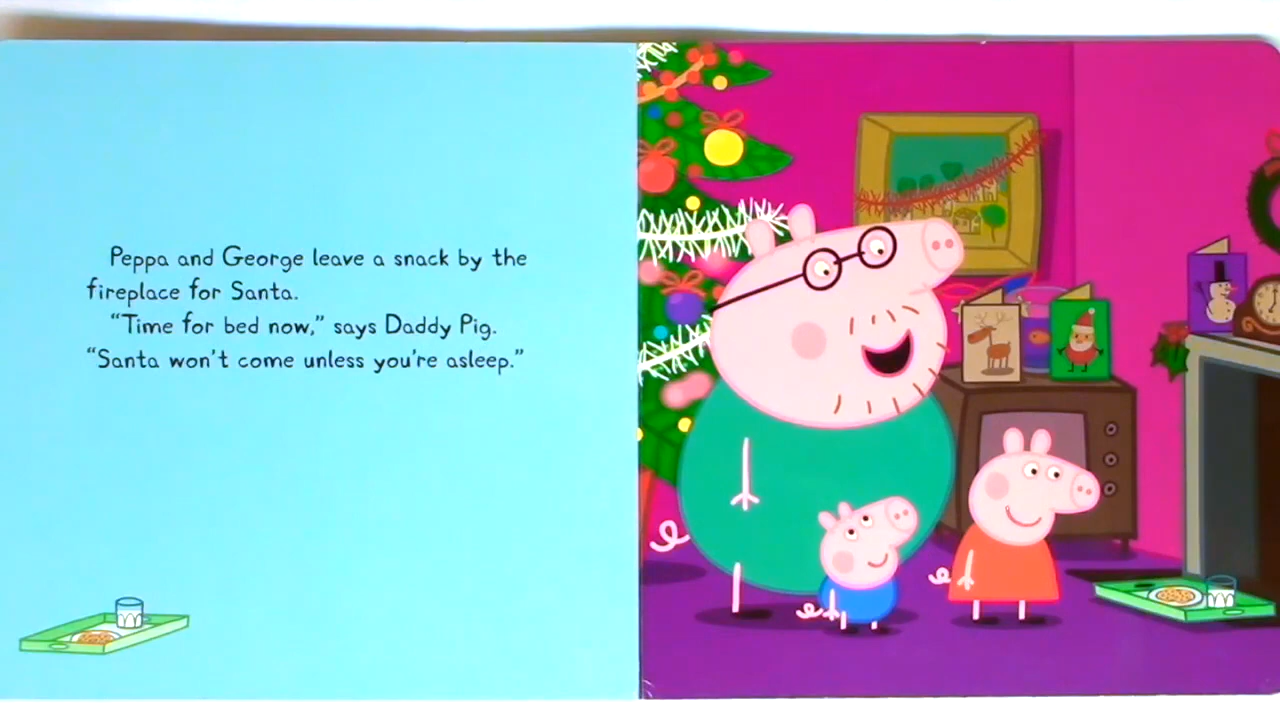 Peppa and George leave a snack by the
fireplace for Santa.
“Time for bed now,” says Daddy Pig.
“Santa won't come unless you're asleep.”